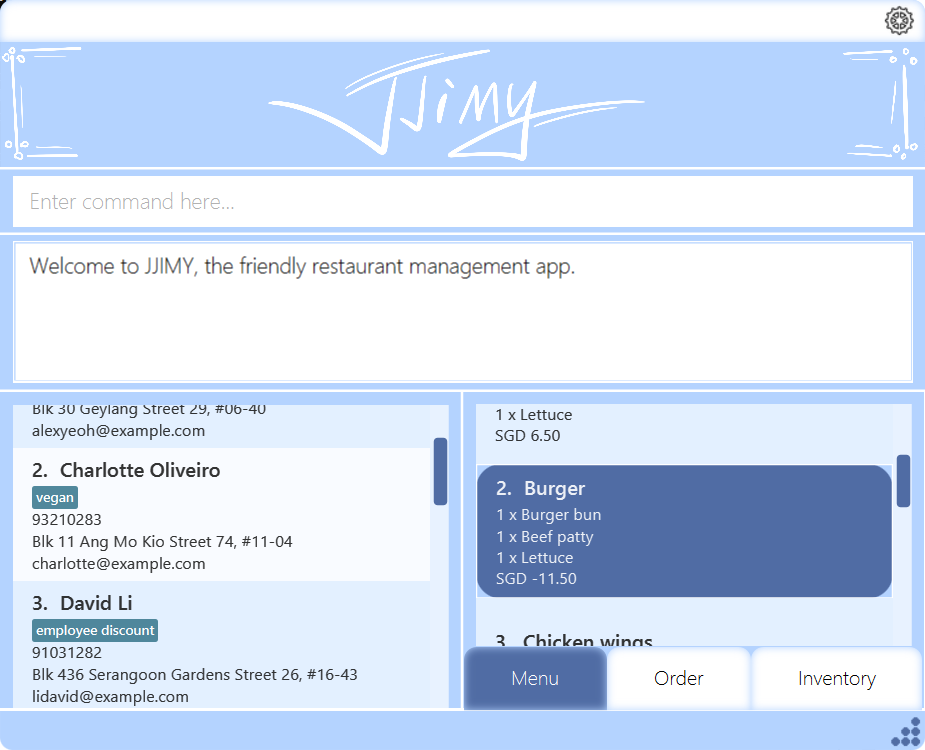 JJIMY
Enter command here...
Welcome to JJIMY, the friendly restaurant management app.
Blk 30 Geylang Street 29, #06-40
alexyeoh@example.com
2. Charlotte Oliveiro
vegan
93210283
Blk 11 Ang Mo Kio Street 74, #11-04
charlotte@example.com
3. David Li
employee discount
91031282
Blk 436 Serangoon Gardens Street 26, #16-43
lidavid@example.com
1 x Lettuce
SGD 6.50
2. Burger
1 x Burger bun
1 x Beef patty
1 x Lettuce
SGD -11.50
3. Chicken wings
Menu
Order
Inventory